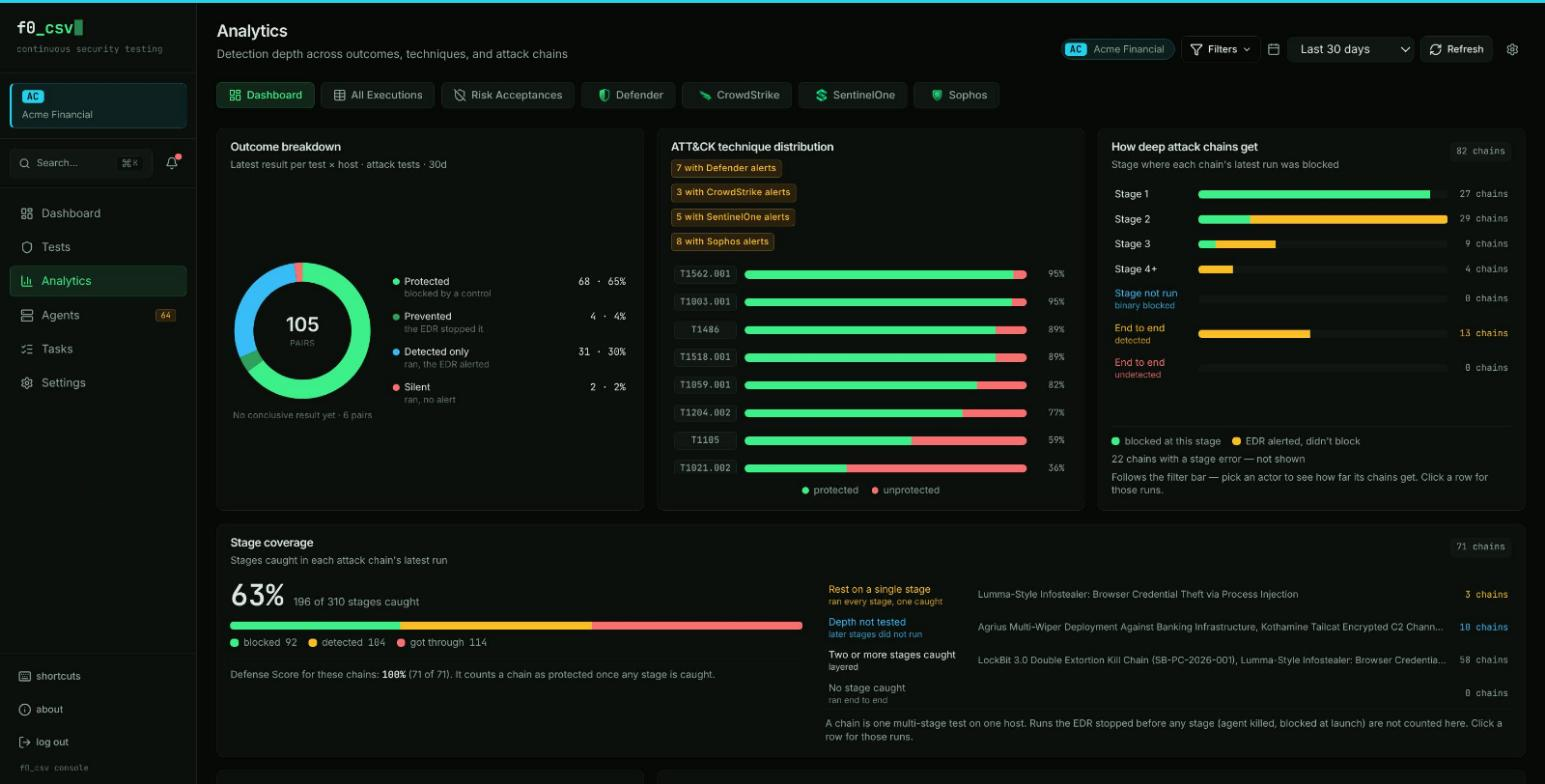 f0_csv
continuous security testing
AC
Acme Financial
Search...
⌘K
Dashboard
Tests
Analytics
Agents
64
Tasks
Settings
shortcuts
about
log out
f0_csv console
Analytics
Detection depth across outcomes, techniques, and attack chains
AC Acme Financial
Filters
Last 30 days
Refresh
Dashboard
All Executions
Risk Acceptances
Defender
CrowdStrike
SentinelOne
Sophos
Outcome breakdown
Latest result per test × host · attack tests · 30d
105
PAIRS
Protected 68 · 65%
blocked by a control
Prevented 4 · 4%
the EDR stopped it
Detected only 31 · 30%
ran, the EDR alerted
Silent 2 · 2%
ran, no alert
No conclusive result yet · 6 pairs
ATT&CK technique distribution
7 with Defender alerts
3 with CrowdStrike alerts
5 with SentinelOne alerts
8 with Sophos alerts
T1562.001 95%
T1003.001 95%
T1486 89%
T1518.001 89%
T1059.001 82%
T1204.002 77%
T1105 59%
T1021.002 36%
protected unprotected
How deep attack chains get
82 chains
Stage where each chain's latest run was blocked
Stage 1 27 chains
Stage 2 29 chains
Stage 3 9 chains
Stage 4+ 4 chains
Stage not run 0 chains
binary blocked
End to end 13 chains
detected
End to end 0 chains
undetected
blocked at this stage EDR alerted, didn't block
22 chains with a stage error — not shown
Follows the filter bar — pick an actor to see how far its chains get. Click a row for
those runs.
Stage coverage
71 chains
Stages caught in each attack chain's latest run
63% 196 of 310 stages caught
blocked 92 detected 104 got through 114
Defense Score for these chains: 100% (71 of 71). It counts a chain as protected once any stage is caught.
Rest on a single stage
ran every stage, one caught
Lumma-Style Infostealer: Browser Credential Theft via Process Injection
3 chains
Depth not tested
later stages did not run
Agrius Multi-Wiper Deployment Against Banking Infrastructure, Kothamine Tailcat Encrypted C2 Chann...
10 chains
Two or more stages caught
layered
LockBit 3.0 Double Extortion Kill Chain (SB-PC-2026-001), Lumma-Style Infostealer: Browser Credentia...
58 chains
No stage caught
ran end to end
0 chains
A chain is one multi-stage test on one host. Runs the EDR stopped before any stage (agent killed, blocked at launch) are not counted here. Click a
row for those runs.